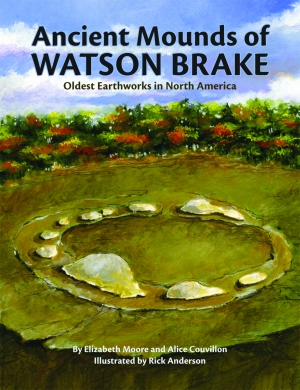 Ancient Mounds of
WATSON BRAKE
Oldest Earthworks in North America
By Elizabeth Moore and Alice Couvillon
Illustrated by Rick Anderson